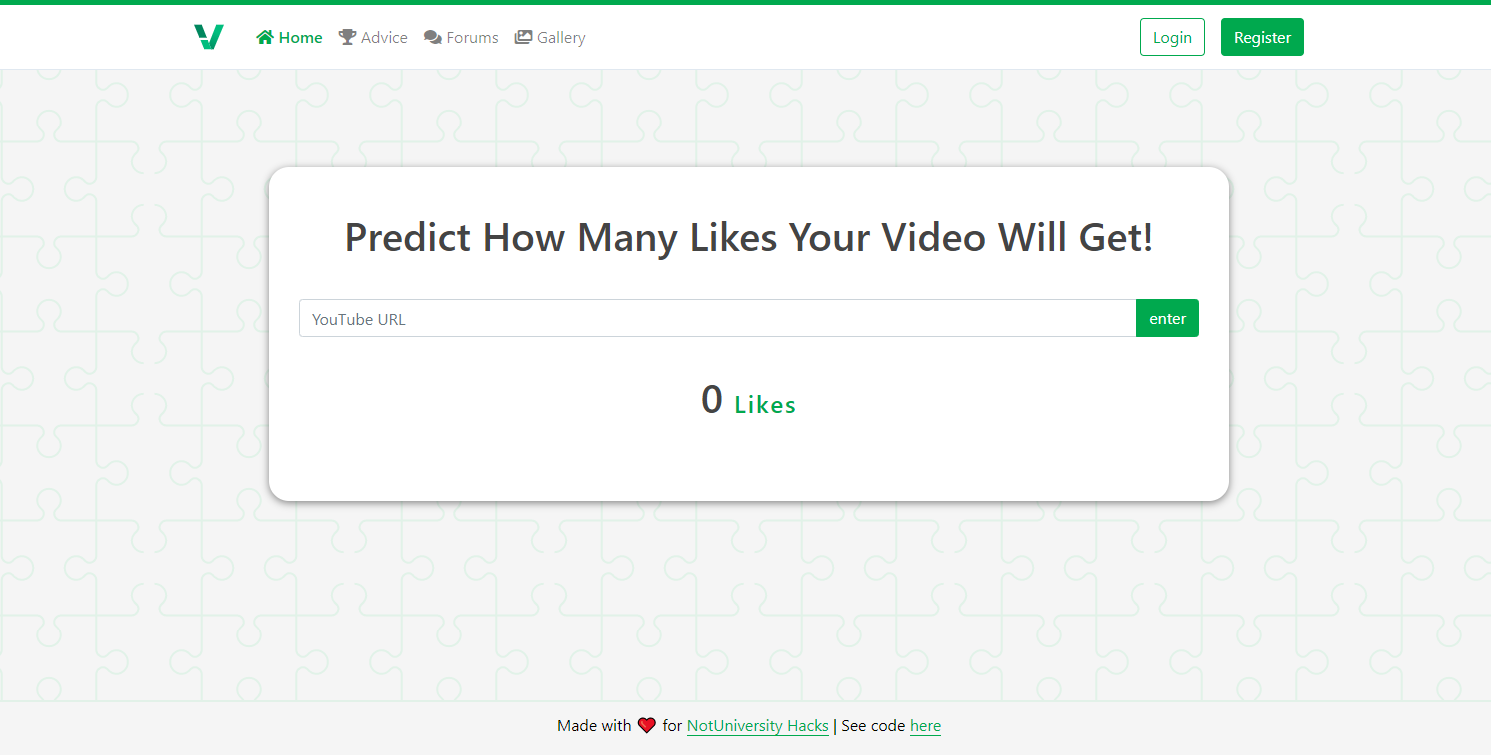 Home Advice Forums Gallery Login Register
Predict How Many Likes Your Video Will Get!
YouTube URL enter
0 Likes
Made with ❤ for NotUniversity Hacks | See code here